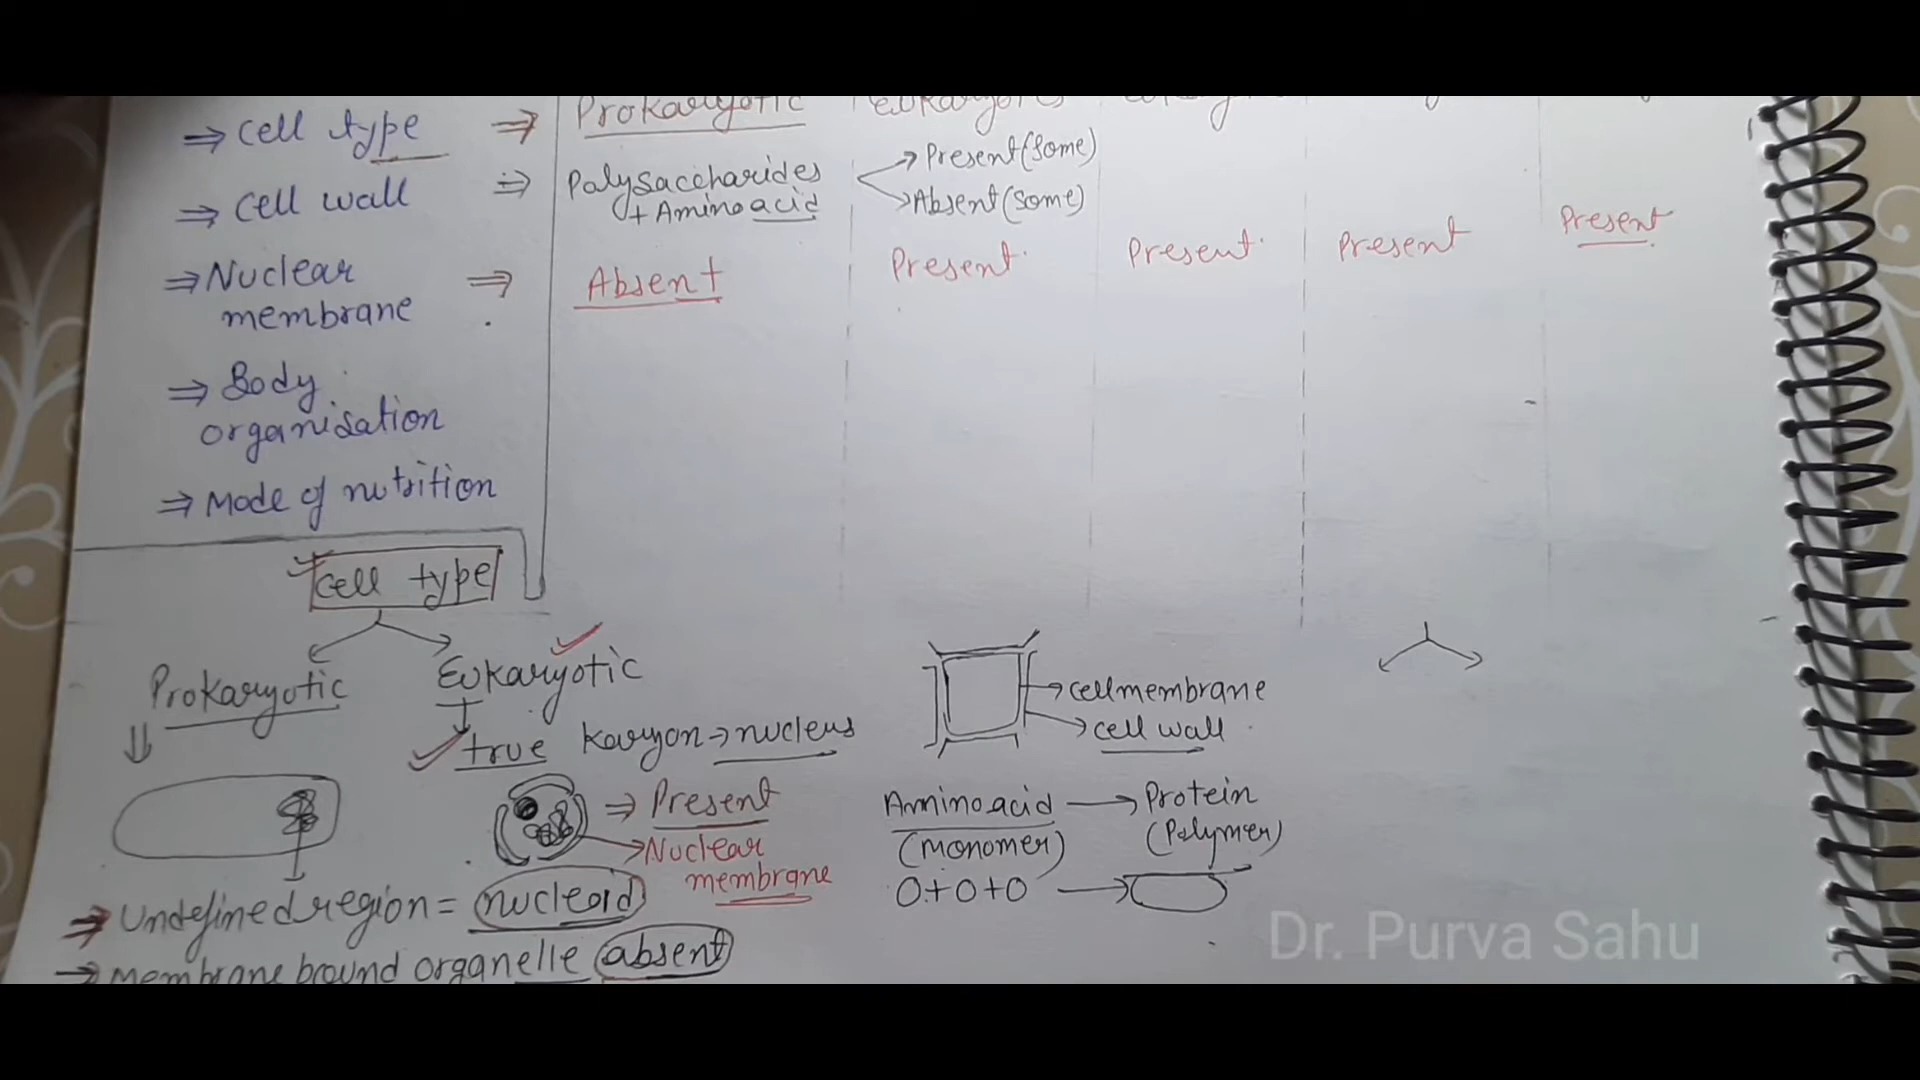 ⇒ Cell type ⇒ Prokaryotic Eukaryotic
⇒ Cell wall ⇒ Polysaccharides + Amino acid → Present (Some)
→ Absent (Some)
⇒ Nuclear membrane ⇒ Absent Present Present Present Present
⇒ Body organisation
⇒ Mode of nutrition
Cell type
Prokaryotic Eukaryotic
true karyon → nucleus
⇒ Present
→ Nuclear membrane
⇒ Undefined region = nucleoid
→ Membrane bound organelle absent
→ cell membrane
→ cell wall
Amino acid → Protein
(Monomer) (Polymer)
O + O + O →
Dr. Purva Sahu